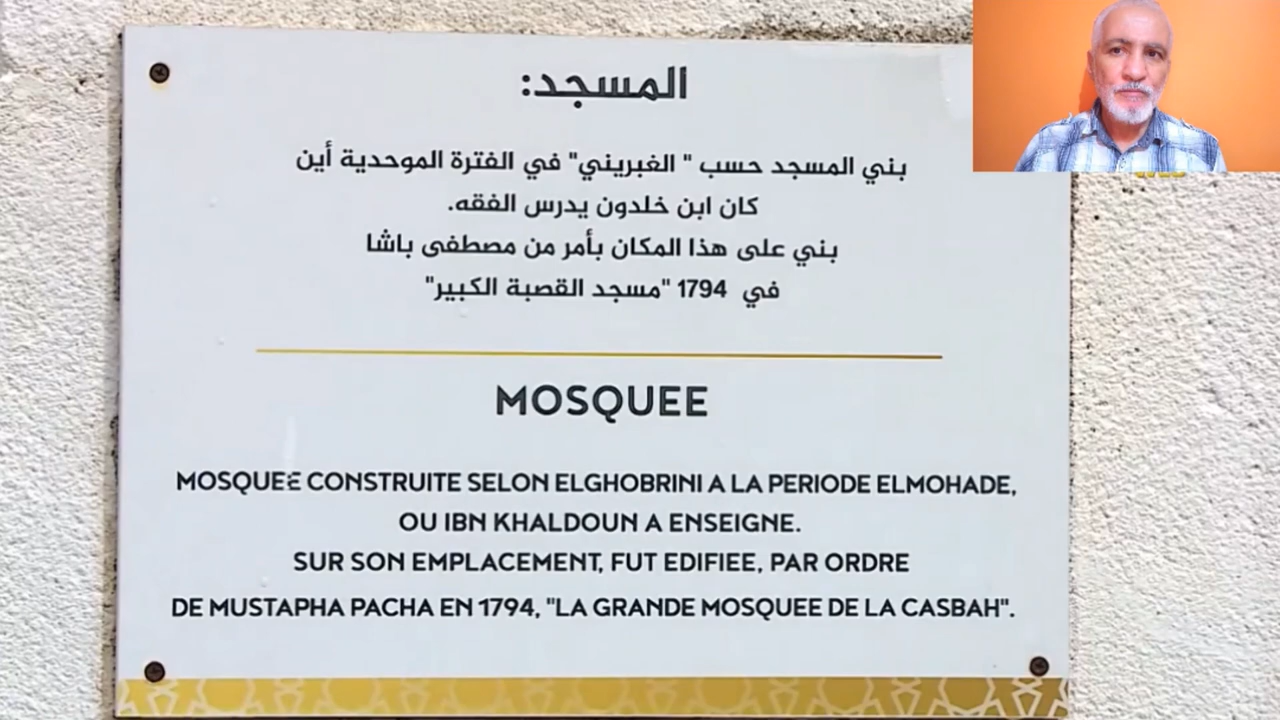 المسجد:
بني المسجد حسب " الغبريني" في الفترة الموحدية أين
كان ابن خلدون يدرس الفقه.
بني على هذا المكان بأمر من مصطفى باشا
في 1794 "مسجد القصبة الكبير"
MOSQUEE
MOSQUEE CONSTRUITE SELON ELGHOBRINI A LA PERIODE ELMOHADE,
OU IBN KHALDOUN A ENSEIGNE.
SUR SON EMPLACEMENT, FUT EDIFIEE, PAR ORDRE
DE MUSTAPHA PACHA EN 1794, "LA GRANDE MOSQUEE DE LA CASBAH".